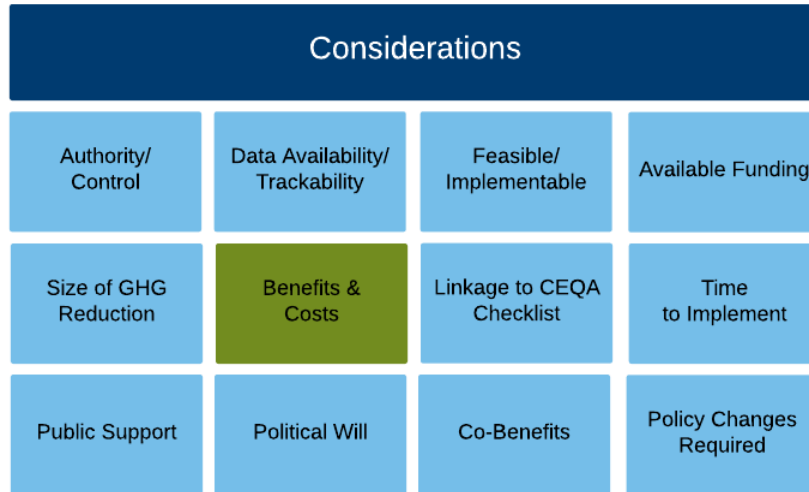 Considerations
Authority/
Control
Data Availability/
Trackability
Feasible/
Implementable
Available Funding
Size of GHG
Reduction
Benefits &
Costs
Linkage to CEQA
Checklist
Time
to Implement
Public Support
Political Will
Co-Benefits
Policy Changes
Required